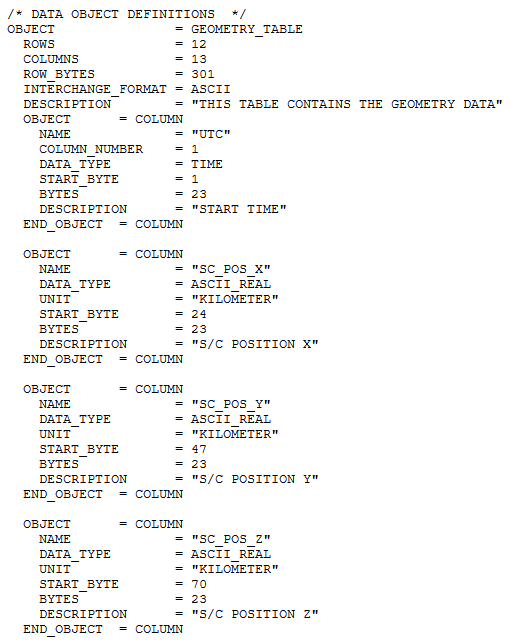 /* DATA OBJECT DEFINITIONS  */
OBJECT               = GEOMETRY_TABLE
  ROWS               = 12
  COLUMNS            = 13
  ROW_BYTES          = 301
  INTERCHANGE_FORMAT = ASCII
  DESCRIPTION        = "THIS TABLE CONTAINS THE GEOMETRY DATA"
  OBJECT      = COLUMN
    NAME             = "UTC"
    COLUMN_NUMBER    = 1
    DATA_TYPE        = TIME
    START_BYTE       = 1
    BYTES            = 23
    DESCRIPTION      = "START TIME"
  END_OBJECT  = COLUMN

  OBJECT      = COLUMN
    NAME             = "SC_POS_X"
    DATA_TYPE        = ASCII_REAL
    UNIT             = "KILOMETER"
    START_BYTE       = 24
    BYTES            = 23
    DESCRIPTION      = "S/C POSITION X"
  END_OBJECT  = COLUMN

  OBJECT      = COLUMN
    NAME             = "SC_POS_Y"
    DATA_TYPE        = ASCII_REAL
    UNIT             = "KILOMETER"
    START_BYTE       = 47
    BYTES            = 23
    DESCRIPTION      = "S/C POSITION Y"
  END_OBJECT  = COLUMN

  OBJECT      = COLUMN
    NAME             = "SC_POS_Z"
    DATA_TYPE        = ASCII_REAL
    UNIT             = "KILOMETER"
    START_BYTE       = 70
    BYTES            = 23
    DESCRIPTION      = "S/C POSITION Z"
  END_OBJECT  = COLUMN